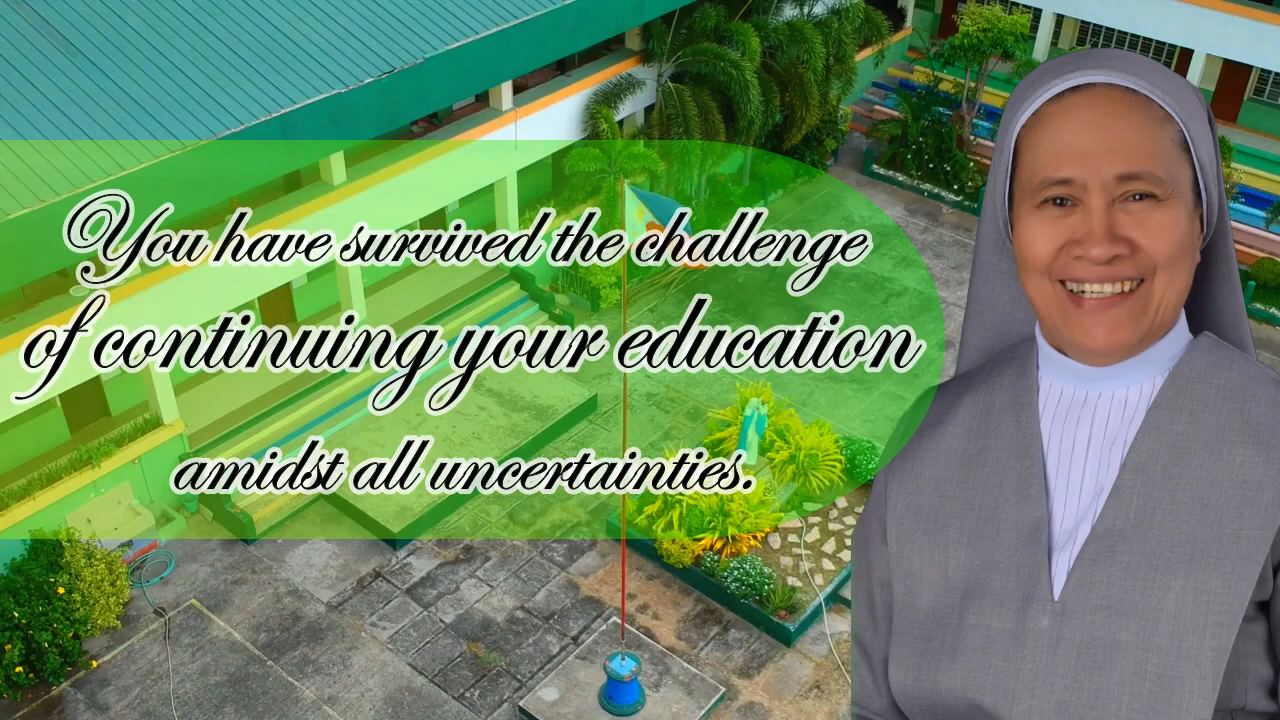 You have survived the challenge
of continuing your education
amidst all uncertainties.